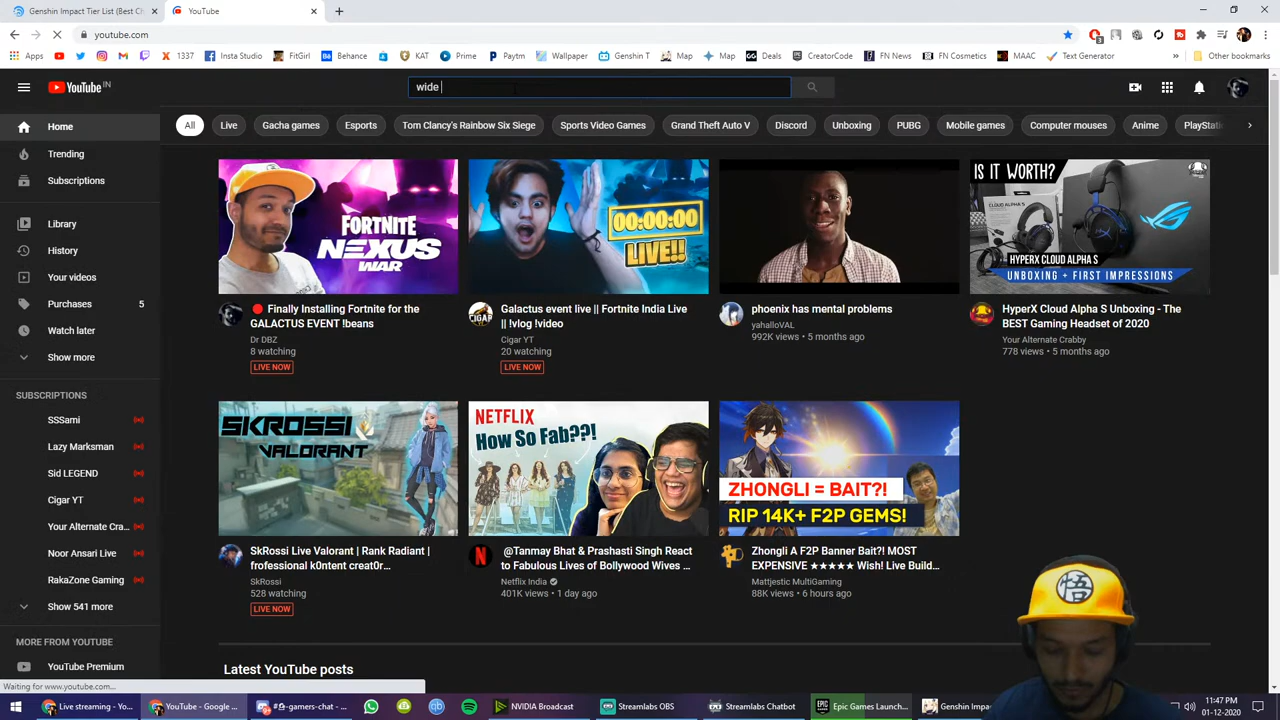 Genshin Impact Tier List (Best Ch
YouTube
youtube.com
Apps
1337
Insta Studio
FitGirl
Behance
KAT
Prime
Paytm
Wallpaper
Genshin T
Map
Map
Deals
CreatorCode
FN News
FN Cosmetics
MAAC
Text Generator
Other bookmarks
YouTube IN
wide
All
Live
Gacha games
Esports
Tom Clancy's Rainbow Six Siege
Sports Video Games
Grand Theft Auto V
Discord
Unboxing
PUBG
Mobile games
Computer mouses
Anime
PlayStati
Home
Trending
Subscriptions
Library
History
Your videos
Purchases 5
Watch later
Show more
SUBSCRIPTIONS
SSSami
Lazy Marksman
Sid LEGEND
Cigar YT
Your Alternate Cra...
Noor Ansari Live
RakaZone Gaming
Show 541 more
MORE FROM YOUTUBE
YouTube Premium
FORTNITE
NEXUS
WAR
Finally Installing Fortnite for the
GALACTUS EVENT !beans
Dr DBZ
8 watching
LIVE NOW
00:00:00
LIVE!!
CIGAR
Galactus event live || Fortnite India Live
|| !vlog !video
Cigar YT
20 watching
LIVE NOW
phoenix has mental problems
yahalloVAL
992K views • 5 months ago
IS IT WORTH?
CLOUD ALPHA S
HYPERX CLOUD ALPHA S
UNBOXING + FIRST IMPRESSIONS
HyperX Cloud Alpha S Unboxing - The
BEST Gaming Headset of 2020
Your Alternate Crabby
778 views • 5 months ago
SKROSSI
VALORANT
SkRossi Live Valorant | Rank Radiant |
frofessional k0ntent creat0r...
SkRossi
528 watching
LIVE NOW
NETFLIX
How So Fab??!
@Tanmay Bhat & Prashasti Singh React
to Fabulous Lives of Bollywood Wives ...
Netflix India
401K views • 1 day ago
ZHONGLI = BAIT?!
RIP 14K+ F2P GEMS!
Zhongli A F2P Banner Bait?! MOST
EXPENSIVE ★★★★★ Wish! Live Build...
Mattjestic MultiGaming
88K views • 6 hours ago
悟
Latest YouTube posts
Waiting for www.youtube.com...
Live streaming - Yo...
YouTube - Google ...
NVIDIA Broadcast
Streamlabs OBS
Streamlabs Chatbot
Epic Games Launch...
Genshin Impa
11:47 PM
01-12-2020